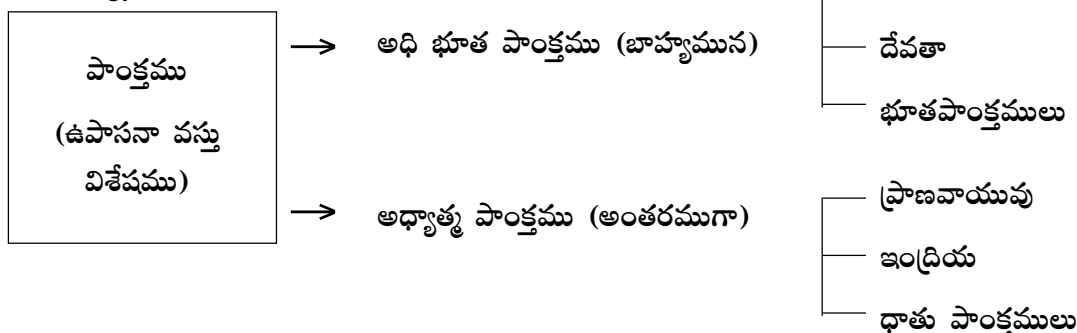 పాంక్తము
(ఉపాసనా వస్తు
విశేషము)
అధి భూత పాంక్తము (బాహ్యమున)
దేవతా
భూతపాంక్తములు
అధ్యాత్మ పాంక్తము (అంతరముగా)
ప్రాణవాయువు
ఇంద్రియ
ధాతు పాంక్తములు